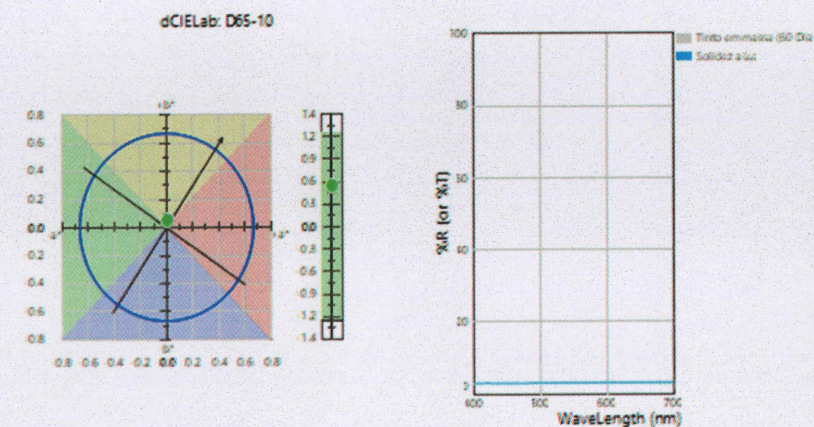 dCIELab: D65-10
+b*
0.8
0.6
0.4
0.2
0.0
0.2
0.4
0.6
0.8
-a*
+a*
-b*
0.8 0.6 0.4 0.2 0.0 0.2 0.4 0.6 0.8
1.4
1.2
0.9
0.6
0.3
0.0
0.3
0.6
0.9
1.2
1.4
%R (or %T)
100
80
60
40
20
0
400 500 600 700
WaveLength (nm)
Tinto emmassa (60 Dia
Solidez a luz